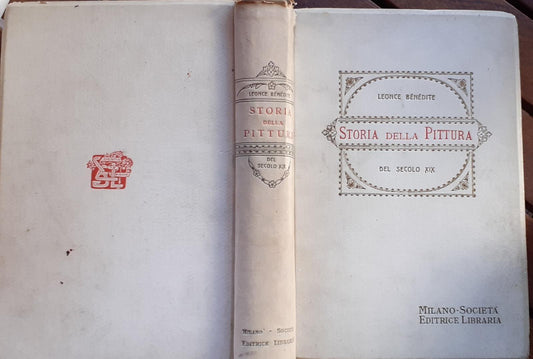 LEONCE BÉNÉDITE
STORIA
DELLA
PITTURA
DEL
SECOLO XIX
MILANO - SOCIETÀ
EDITRICE LIBRARIA
LEONCE BÉNÉDITE
STORIA DELLA PITTURA
DEL SECOLO XIX
MILANO-SOCIETÀ
EDITRICE LIBRARIA